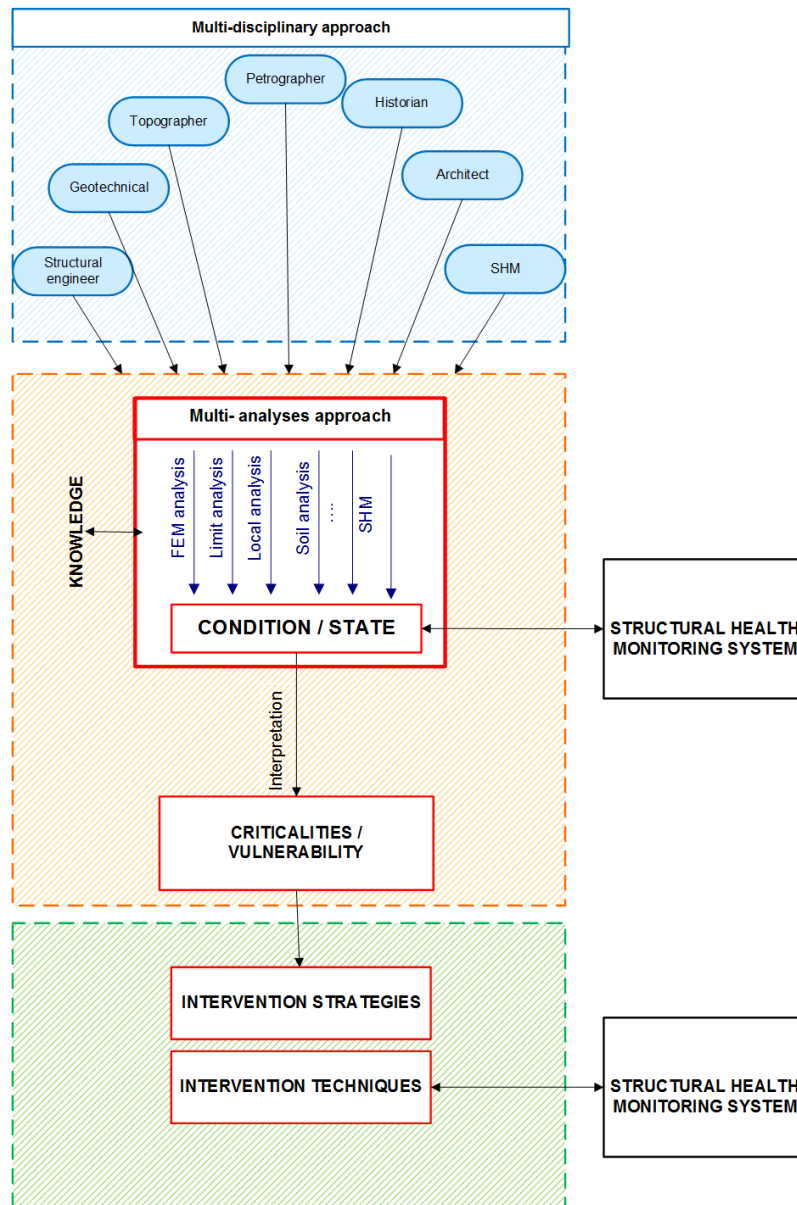 Multi-disciplinary approach
Petrographer
Historian
Topographer
Architect
Geotechnical
Structural
engineer
SHM
Multi- analyses approach
KNOWLEDGE
FEM analysis
Limit analysis
Local analysis
Soil analysis
....
SHM
CONDITION / STATE
STRUCTURAL HEALTH
MONITORING SYSTEM
Interpretation
CRITICALITIES /
VULNERABILITY
INTERVENTION STRATEGIES
INTERVENTION TECHNIQUES
STRUCTURAL HEALTH
MONITORING SYSTEM